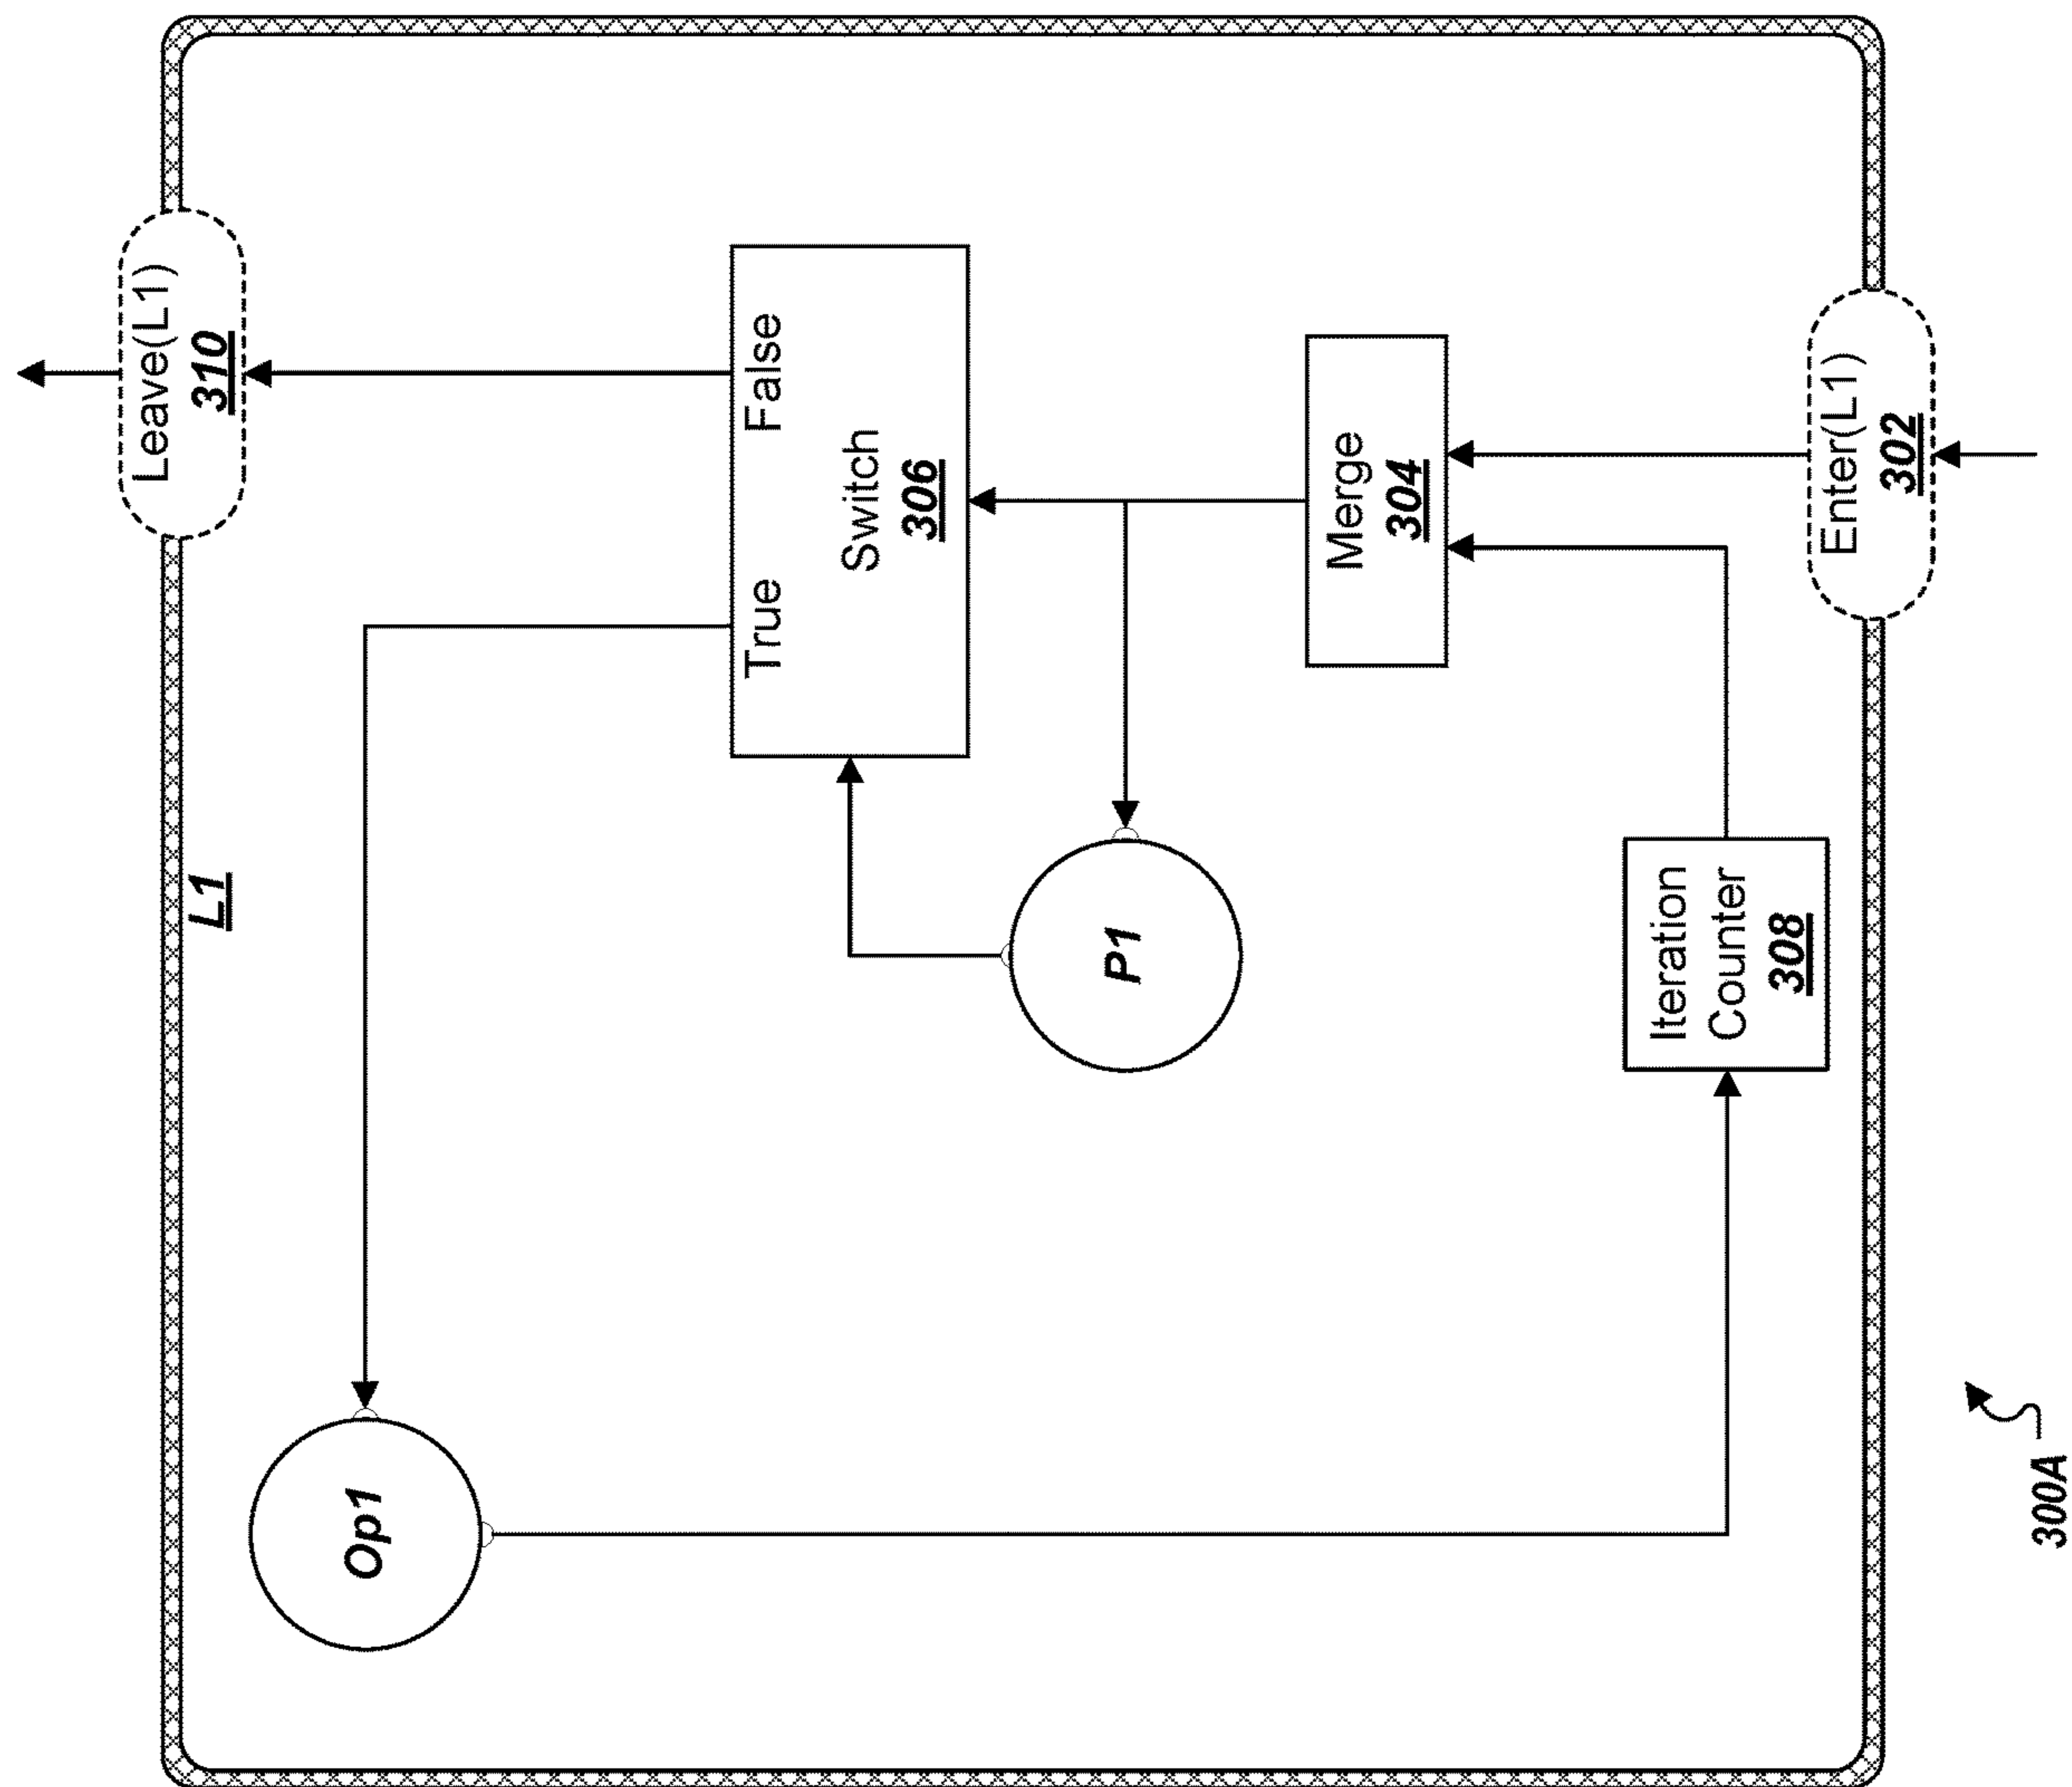 L1
Leave(L1)
310
Op1
True
False
Switch
306
P1
Merge
304
Iteration
Counter
308
Enter(L1)
302
300A